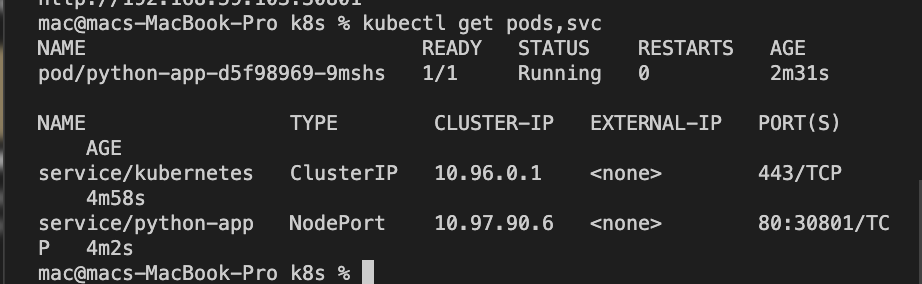 mac@macs-MacBook-Pro k8s % kubectl get pods,svc
NAME READY STATUS RESTARTS AGE
pod/python-app-d5f98969-9mshs 1/1 Running 0 2m31s
NAME TYPE CLUSTER-IP EXTERNAL-IP PORT(S)
AGE
service/kubernetes ClusterIP 10.96.0.1 <none> 443/TCP
4m58s
service/python-app NodePort 10.97.90.6 <none> 80:30801/TC
P 4m2s
mac@macs-MacBook-Pro k8s %